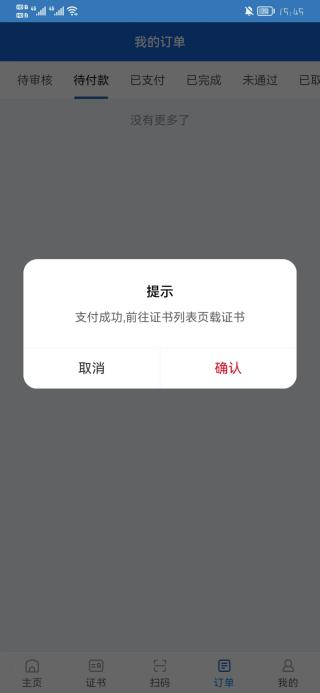 15:45
我的订单
待审核 待付款 已支付 已完成 未通过 已取
没有更多了
提示
支付成功,前往证书列表页载证书
取消 确认
主页 证书 扫码 订单 我的